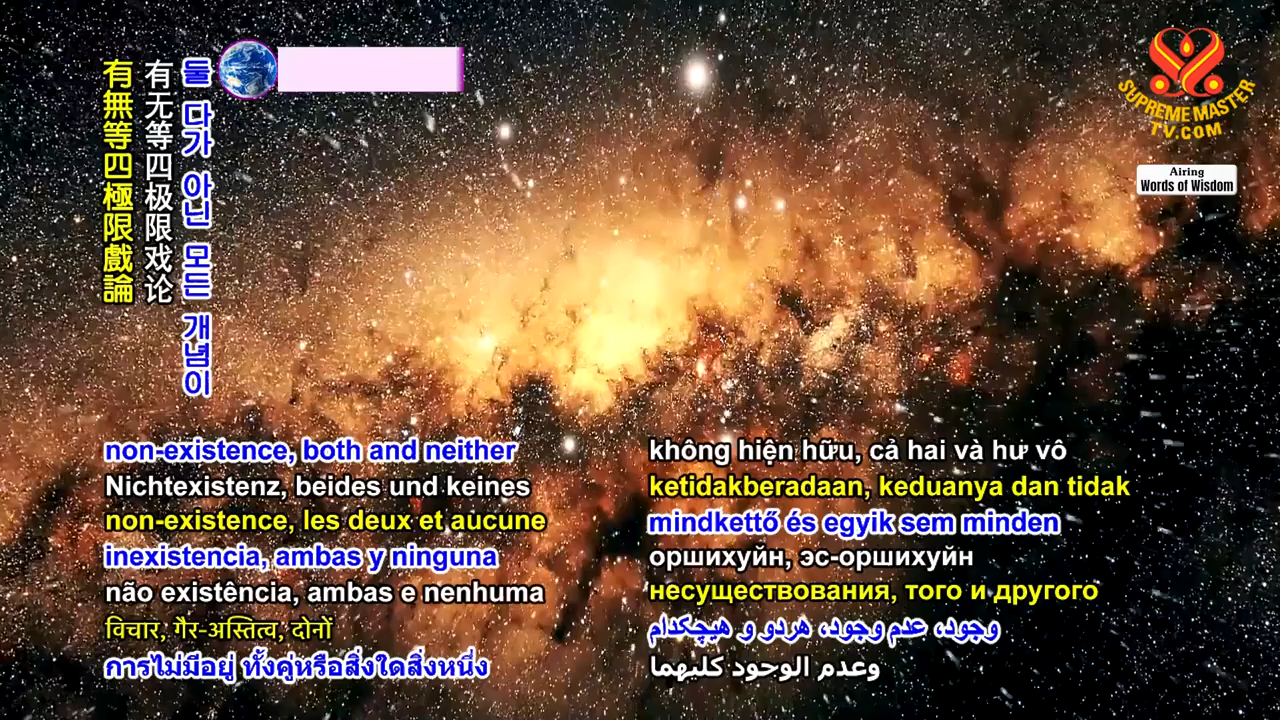 有無等四極限戲論
有无等四极限戏论
둘 다가 아닌 모든 개념이
SUPREME MASTER
TV.COM
Airing
Words of Wisdom
non-existence, both and neither
Nichtexistenz, beides und keines
non-existence, les deux et aucune
inexistencia, ambas y ninguna
não existência, ambas e nenhuma
विचार, गैर-अस्तित्व, दोनों
การไม่มีอยู่ ทั้งคู่หรือสิ่งใดสิ่งหนึ่ง
không hiện hữu, cả hai và hư vô
ketidakberadaan, keduanya dan tidak
mindkettő és egyik sem minden
оршихуйн, эс-оршихуйн
несуществования, того и другого
وجود، عدم وجود، هردو و هیچکدام
وعدم الوجود كليهما